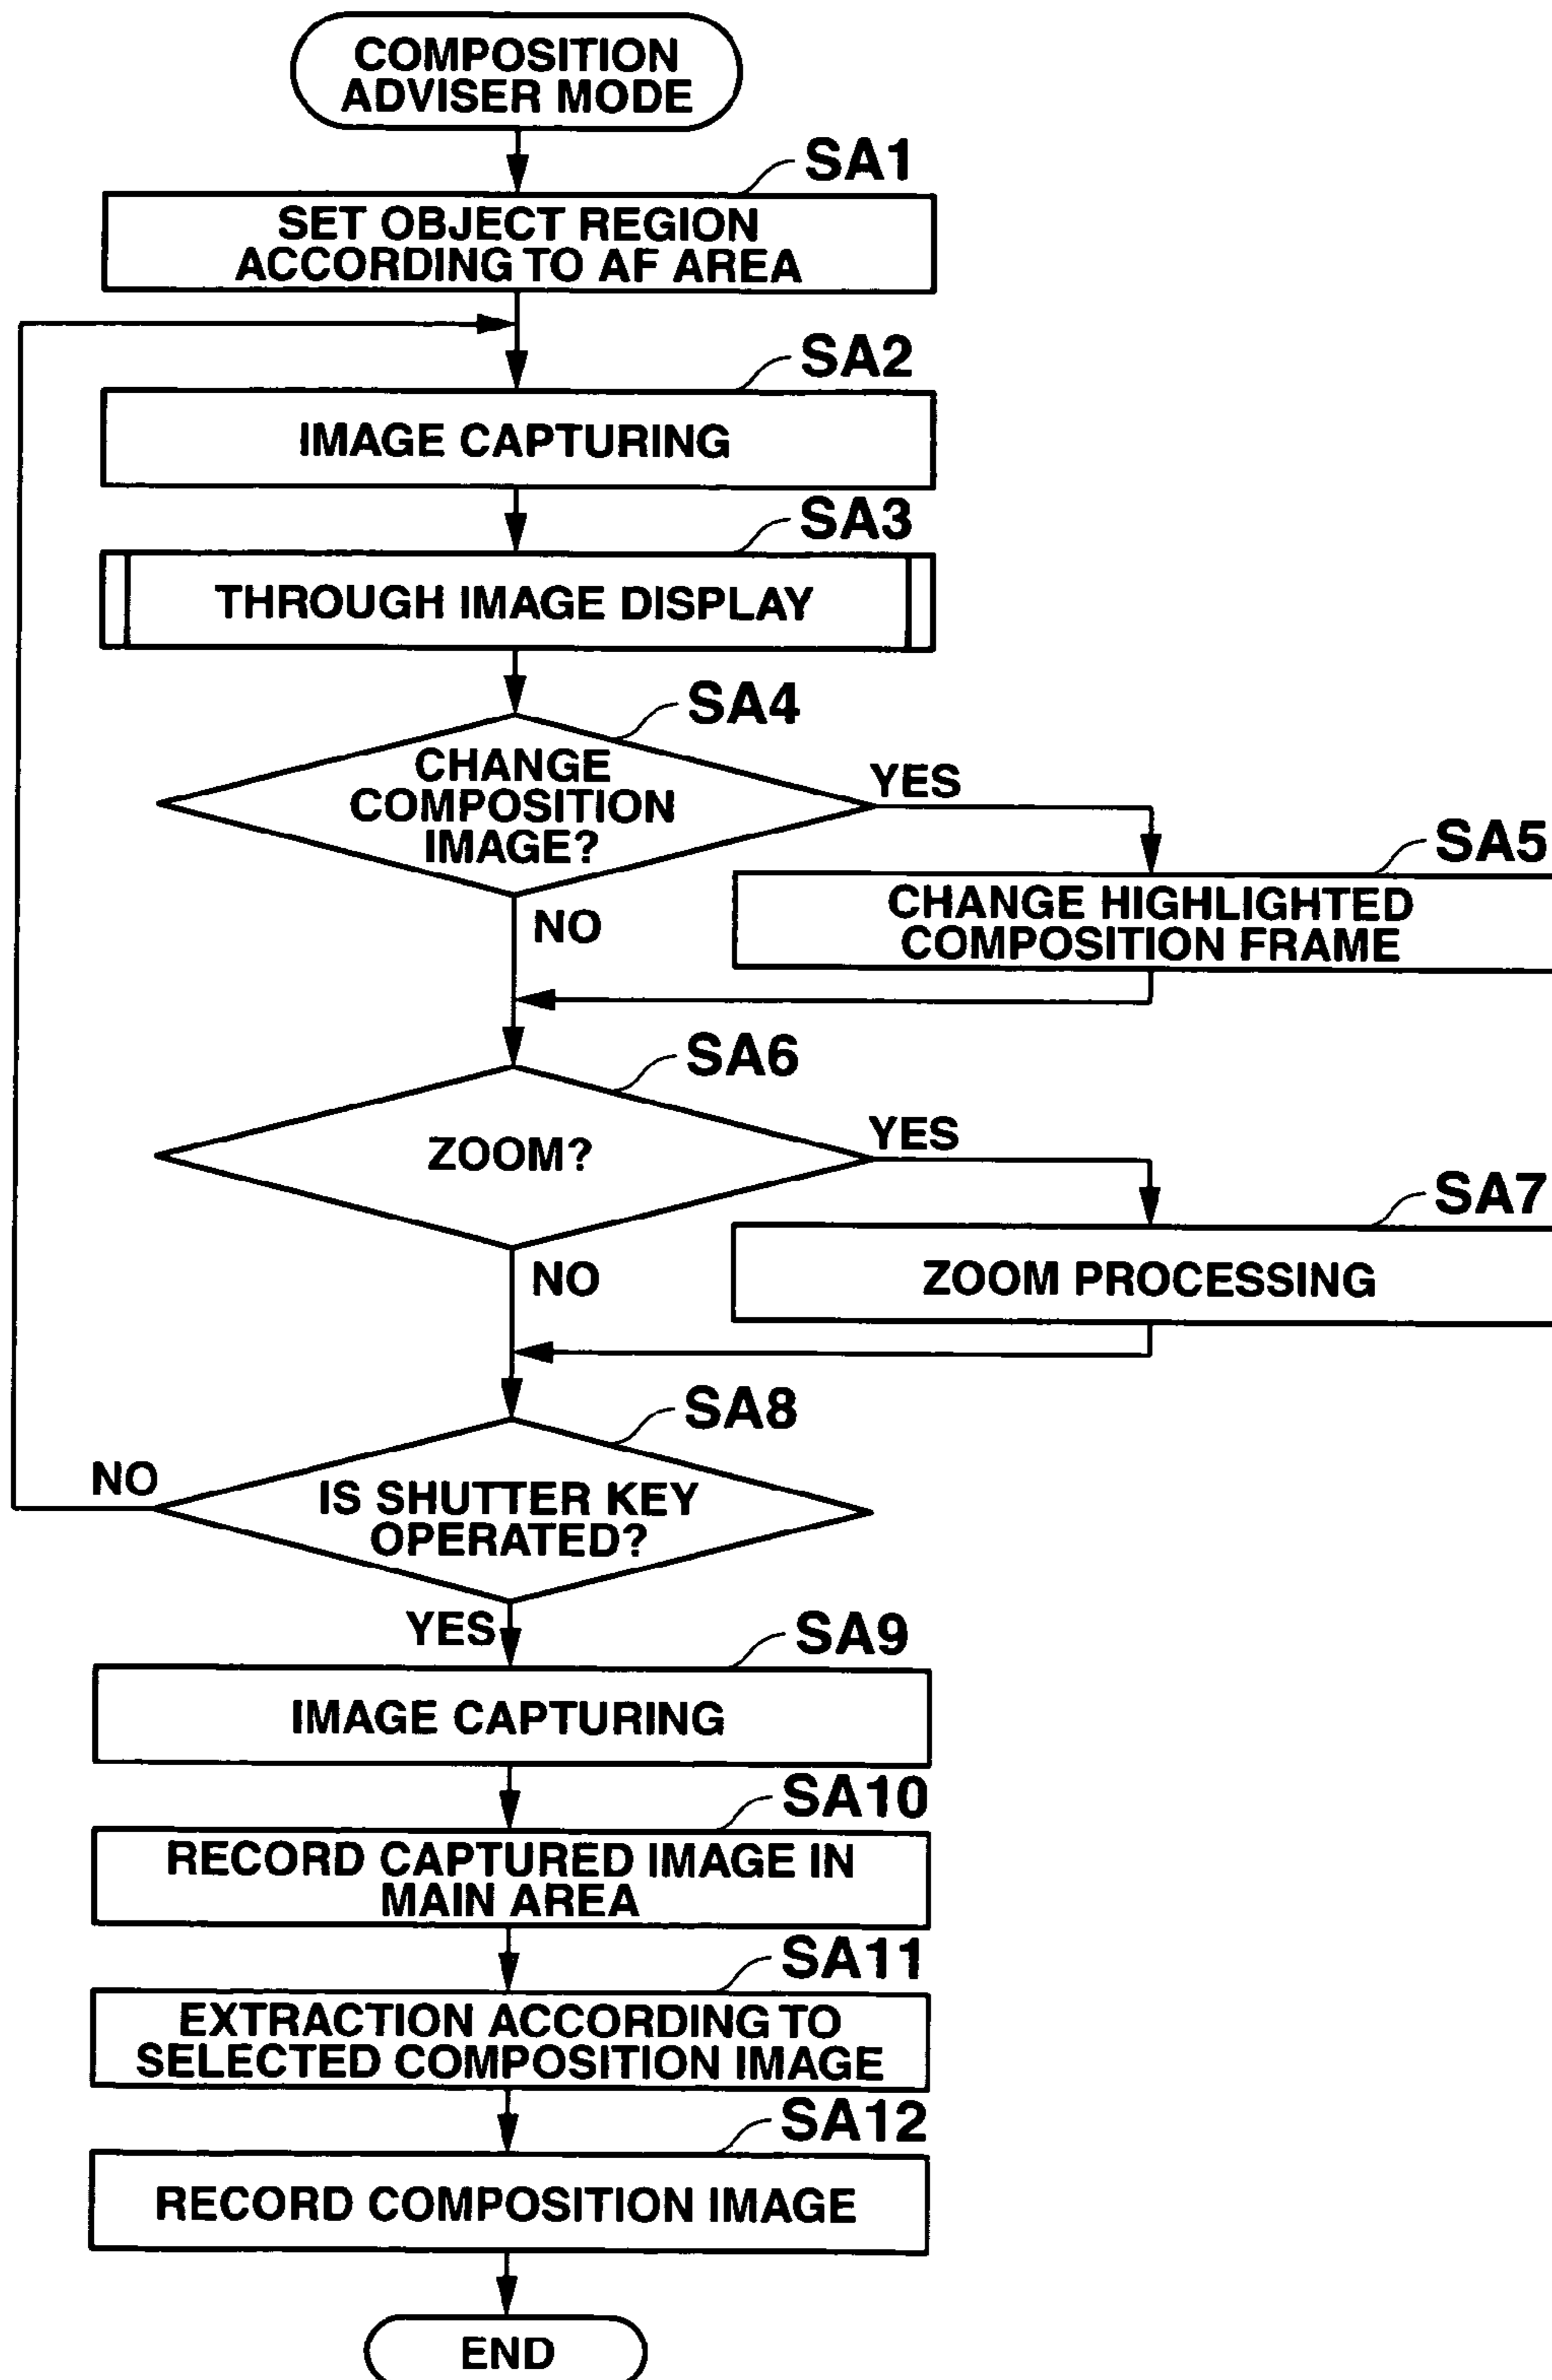 COMPOSITION
ADVISER MODE
SA1
SET OBJECT REGION
ACCORDING TO AF AREA
SA2
IMAGE CAPTURING
SA3
THROUGH IMAGE DISPLAY
SA4
CHANGE
COMPOSITION
IMAGE?
YES
SA5
CHANGE HIGHLIGHTED
COMPOSITION FRAME
NO
SA6
ZOOM?
YES
SA7
ZOOM PROCESSING
NO
SA8
IS SHUTTER KEY
OPERATED?
NO
YES
SA9
IMAGE CAPTURING
SA10
RECORD CAPTURED IMAGE IN
MAIN AREA
SA11
EXTRACTION ACCORDING TO
SELECTED COMPOSITION IMAGE
SA12
RECORD COMPOSITION IMAGE
END